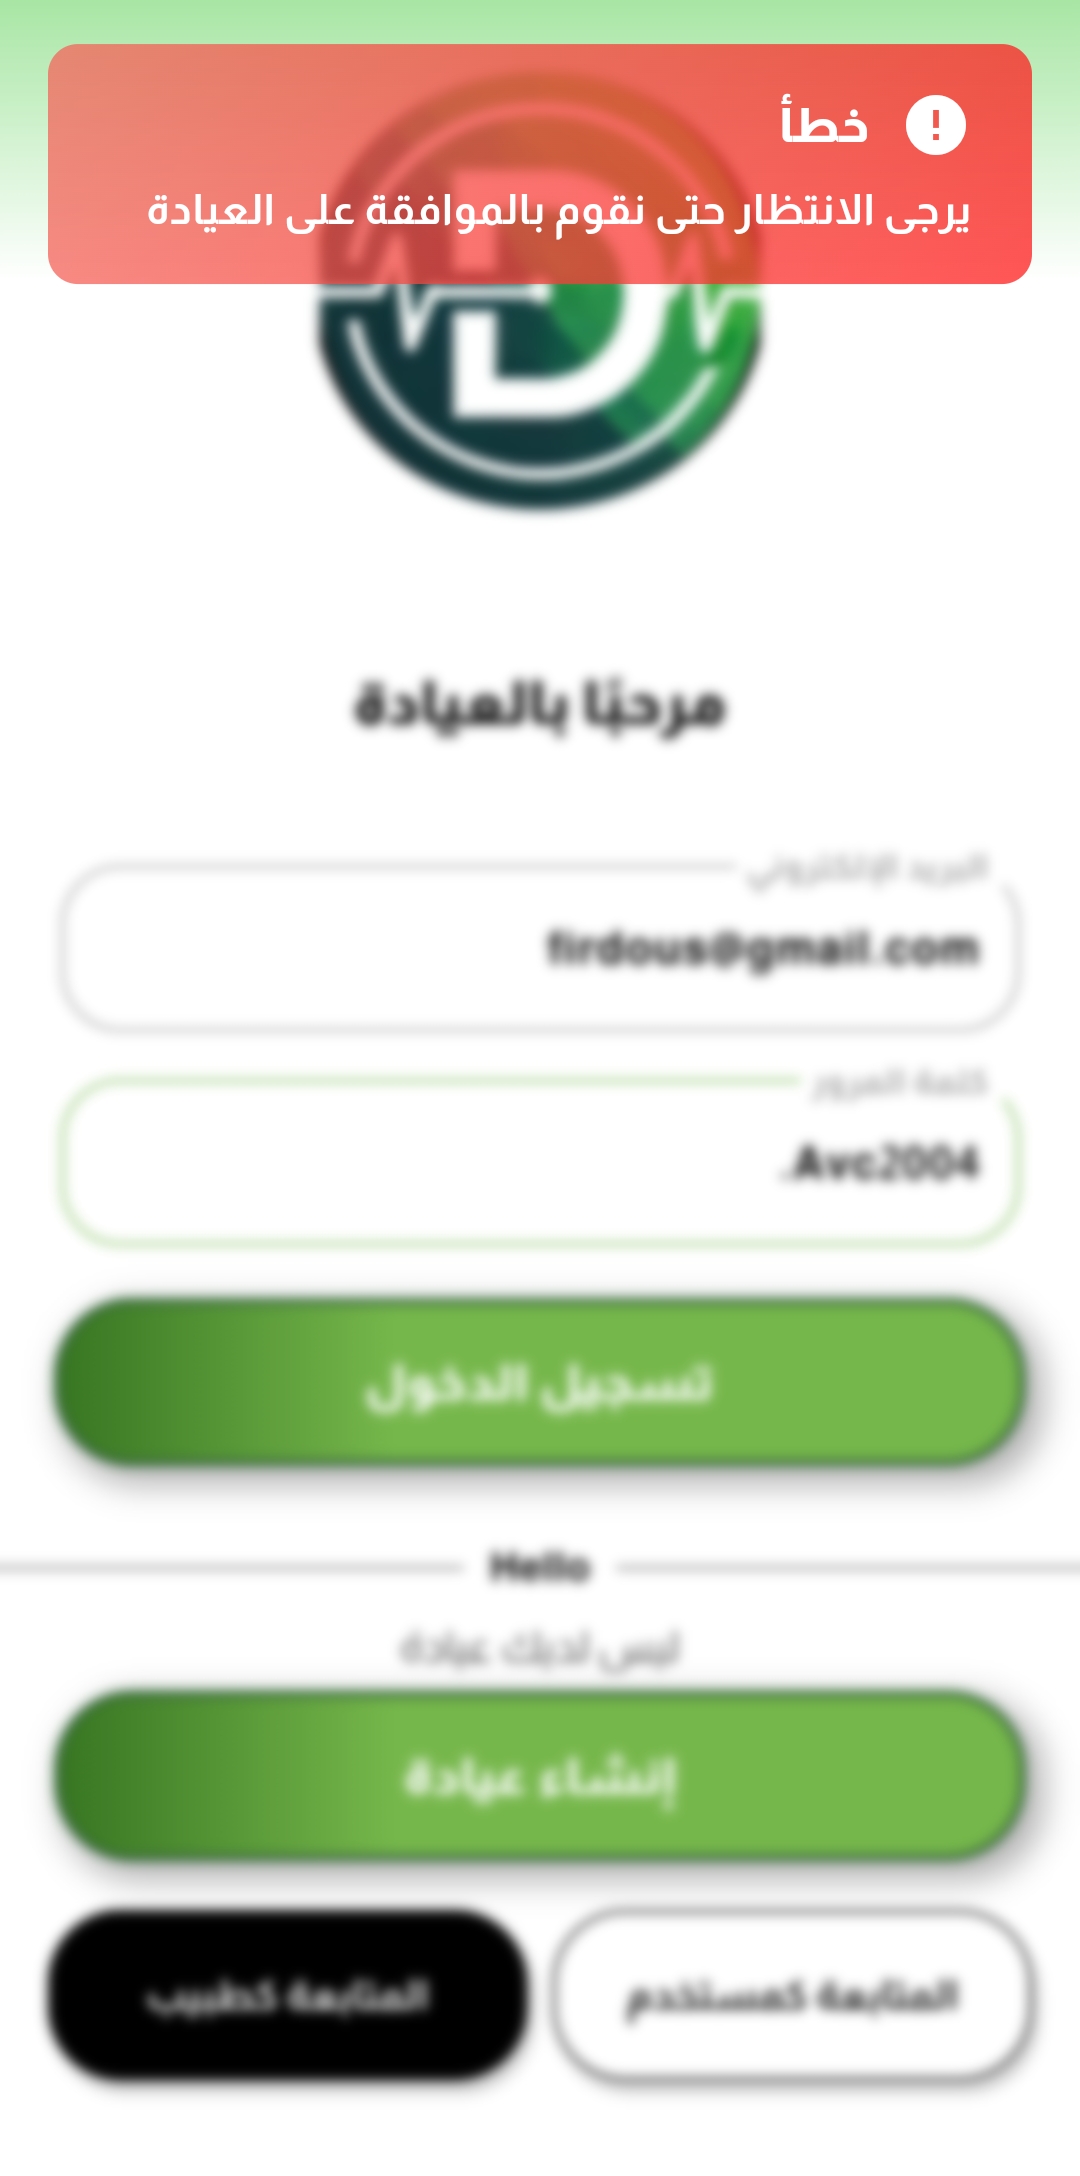 خطأ
يرجى الانتظار حتى نقوم بالموافقة على العيادة
مرحبًا بالعيادة
البريد الإلكتروني
firdous@gmail.com
كلمة المرور
.Avc2004
تسجيل الدخول
Hello
ليس لديك عيادة
إنشاء عيادة
المتابعة كمستخدم
المتابعة كطبيب